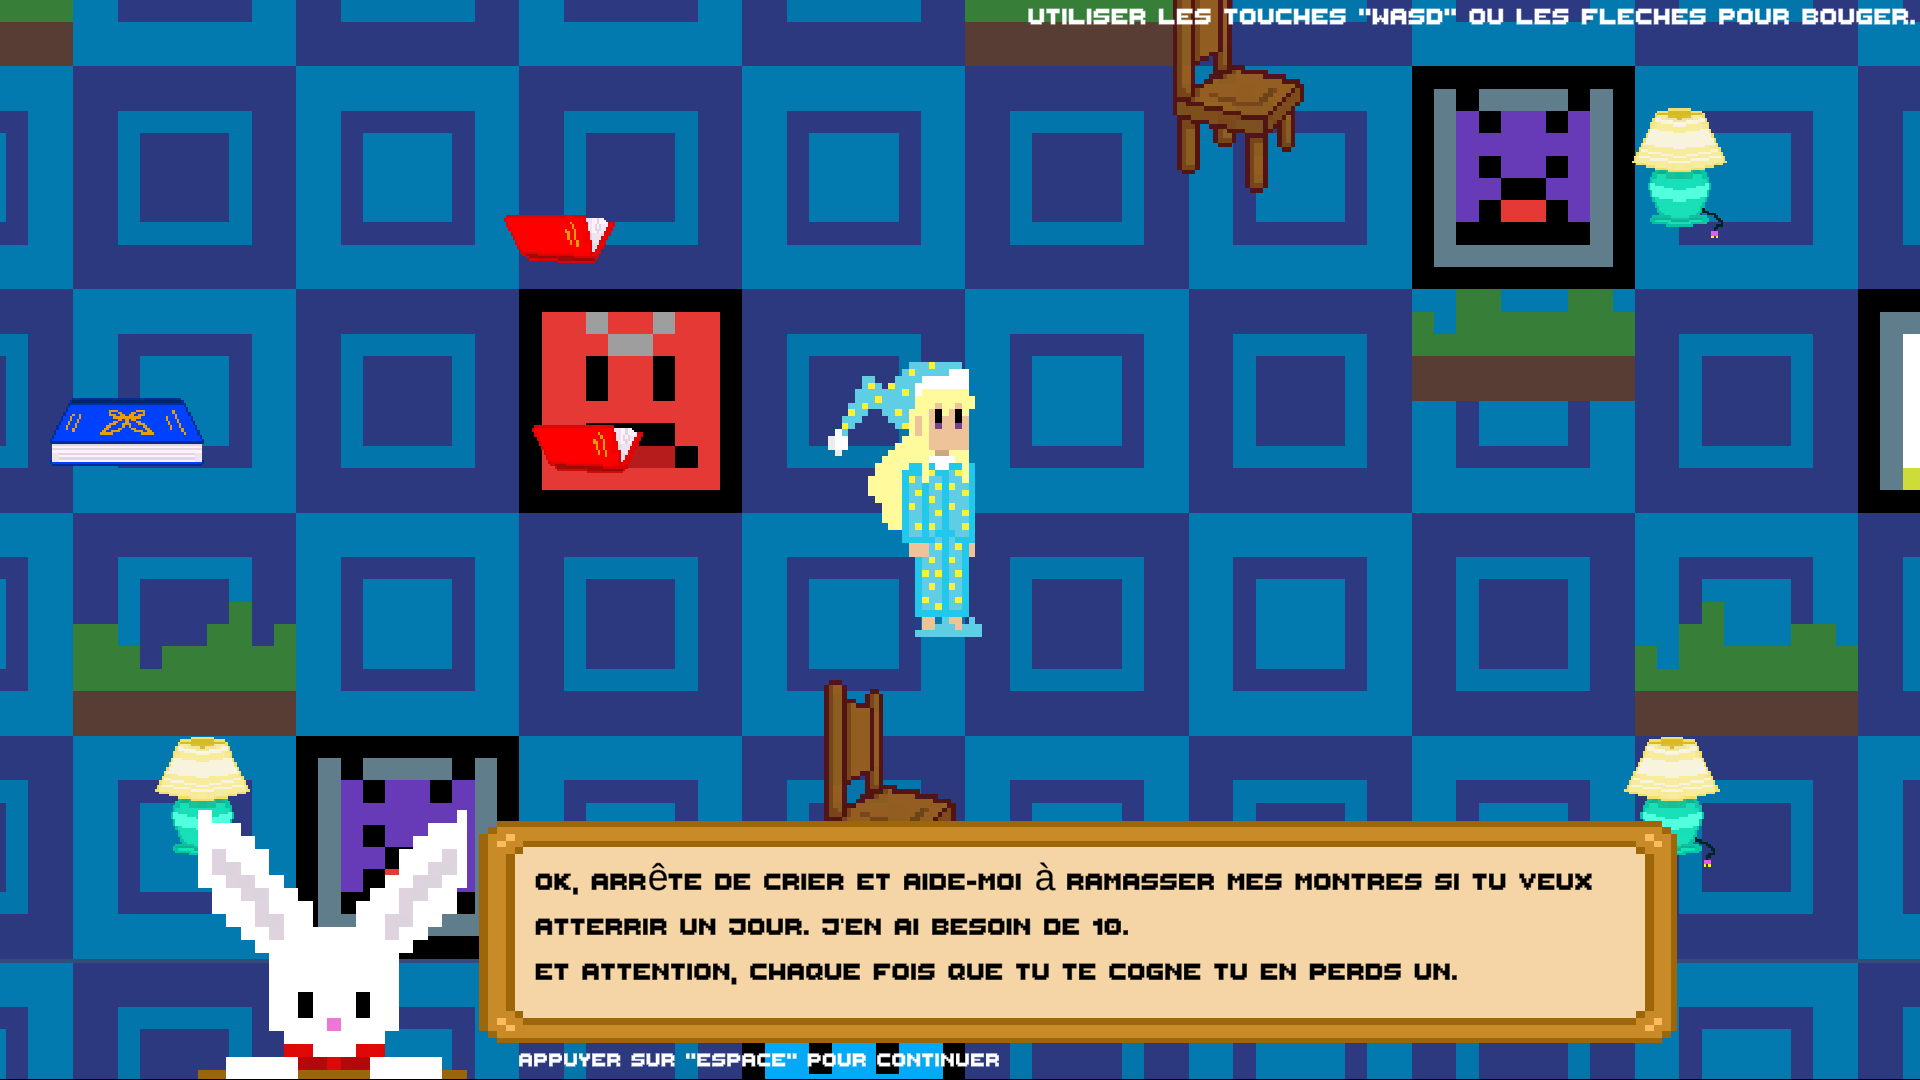 UTILISER LES TOUCHES "WASD" OU LES FLECHES POUR BOUGER.
OK, ARRêTE DE CRIER ET AIDE-MOI à RAMASSER MES MONTRES SI TU VEUX
ATTERRIR UN JOUR. J'EN AI BESOIN DE 10.
ET ATTENTION, CHAQUE FOIS QUE TU TE COGNE TU EN PERDS UN.
APPUYER SUR "ESPACE" POUR CONTINUER